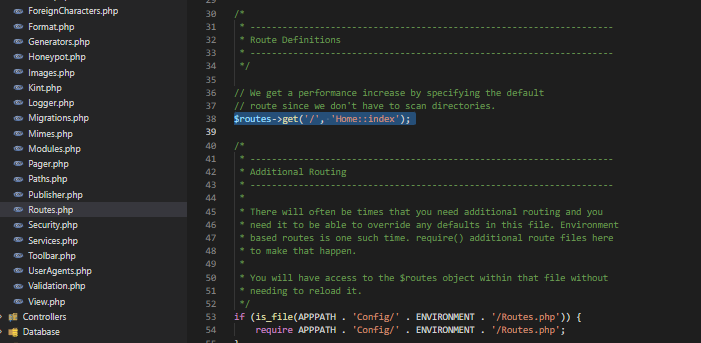 ForeignCharacters.php
Format.php
Generators.php
Honeypot.php
Images.php
Kint.php
Logger.php
Migrations.php
Mimes.php
Modules.php
Pager.php
Paths.php
Publisher.php
Routes.php
Security.php
Services.php
Toolbar.php
UserAgents.php
Validation.php
View.php
Controllers
Database
30 /*
31  * --------------------------------------------------------------------
32  * Route Definitions
33  * --------------------------------------------------------------------
34  */
35
36 // We get a performance increase by specifying the default
37 // route since we don't have to scan directories.
38 $routes->get('/', 'Home::index');
39
40 /*
41  * --------------------------------------------------------------------
42  * Additional Routing
43  * --------------------------------------------------------------------
44  *
45  * There will often be times that you need additional routing and you
46  * need it to be able to override any defaults in this file. Environment
47  * based routes is one such time. require() additional route files here
48  * to make that happen.
49  *
50  * You will have access to the $routes object within that file without
51  * needing to reload it.
52  */
53 if (is_file(APPPATH . 'Config/' . ENVIRONMENT . '/Routes.php')) {
54     require APPPATH . 'Config/' . ENVIRONMENT . '/Routes.php';